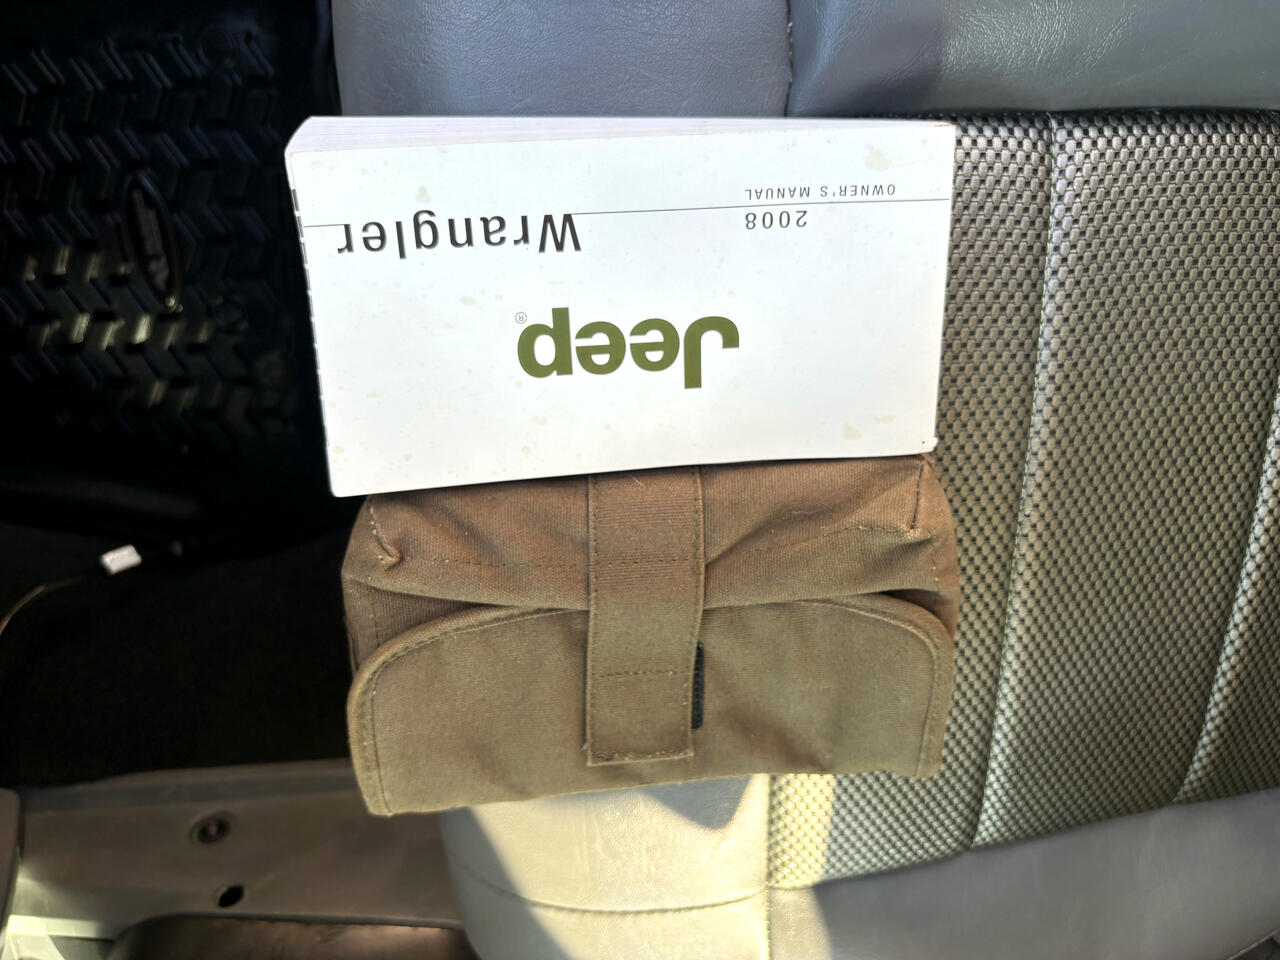 Jeep®
2008 Wrangler
OWNER'S MANUAL